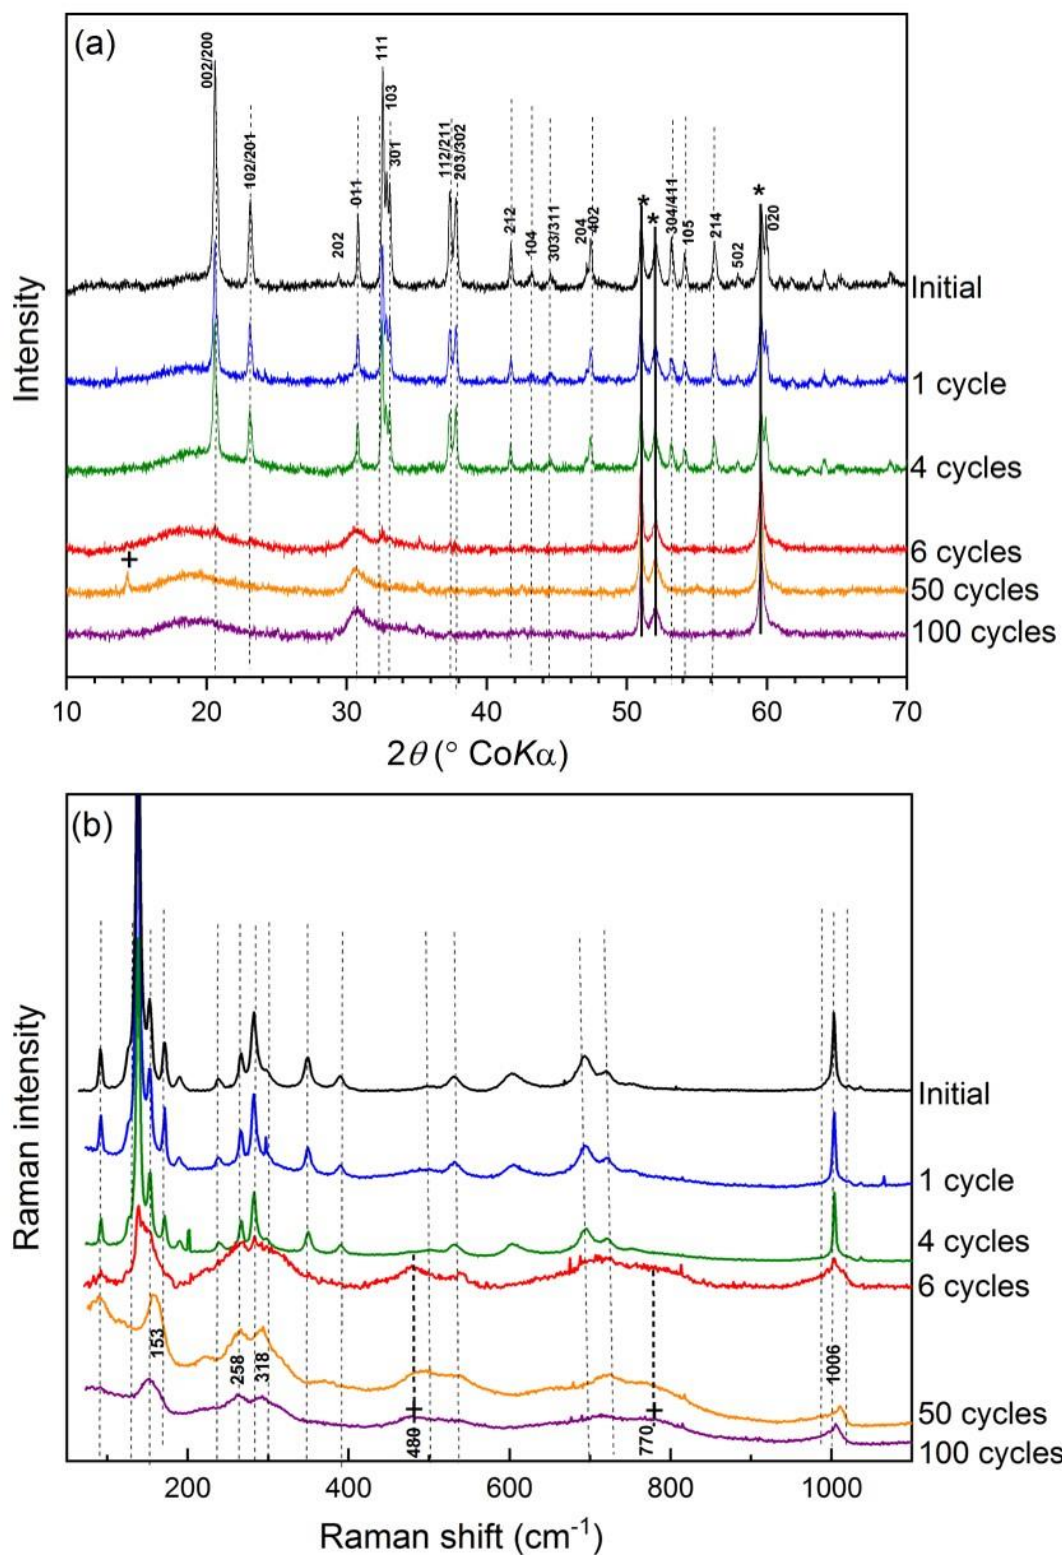 (a)
002/200
102/201
202
011
111
103
301
112/211
203/302
212
104
303/311
204
402
*
*
304/411
105
214
502
*
020
Initial
1 cycle
4 cycles
+
6 cycles
50 cycles
100 cycles
Intensity
10 20 30 40 50 60 70
2θ (° CoKα)
(b)
Initial
1 cycle
4 cycles
6 cycles
153
258
318
1006
50 cycles
+
480
+
770
100 cycles
Raman intensity
200 400 600 800 1000
Raman shift (cm⁻¹)